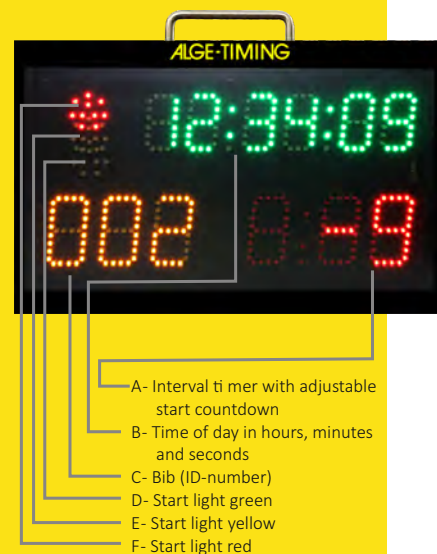 ALGE-TIMING
12:34:09
002 -9
A- Interval ti mer with adjustable
start countdown
B- Time of day in hours, minutes
and seconds
C- Bib (ID-number)
D- Start light green
E- Start light yellow
F- Start light red